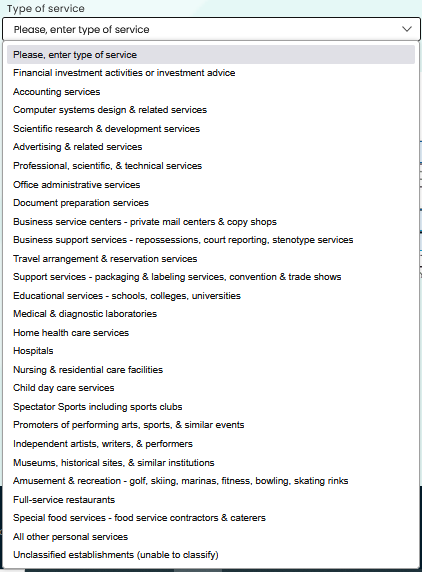 Type of service
Please, enter type of service
Please, enter type of service
Financial investment activities or investment advice
Accounting services
Computer systems design & related services
Scientific research & development services
Advertising & related services
Professional, scientific, & technical services
Office administrative services
Document preparation services
Business service centers - private mail centers & copy shops
Business support services - repossessions, court reporting, stenotype services
Travel arrangement & reservation services
Support services - packaging & labeling services, convention & trade shows
Educational services - schools, colleges, universities
Medical & diagnostic laboratories
Home health care services
Hospitals
Nursing & residential care facilities
Child day care services
Spectator Sports including sports clubs
Promoters of performing arts, sports, & similar events
Independent artists, writers, & performers
Museums, historical sites, & similar institutions
Amusement & recreation - golf, skiing, marinas, fitness, bowling, skating rinks
Full-service restaurants
Special food services - food service contractors & caterers
All other personal services
Unclassified establishments (unable to classify)